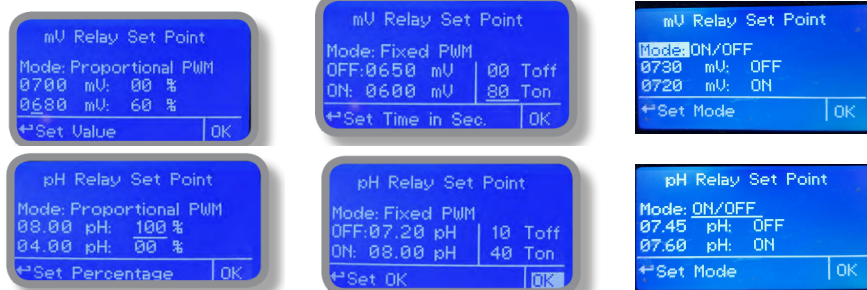 mV Relay Set Point
Mode: Proportional PWM
0700 mV: 00 %
0680 mV: 60 %
Set Value OK
mV Relay Set Point
Mode: Fixed PWM
OFF:0650 mV 00 Toff
ON: 0600 mV 80 Ton
Set Time in Sec. OK
mV Relay Set Point
Mode: ON/OFF
0730 mV: OFF
0720 mV: ON
Set Mode OK
pH Relay Set Point
Mode: Proportional PWM
08.00 pH: 100 %
04.00 pH: 00 %
Set Percentage OK
pH Relay Set Point
Mode: Fixed PWM
OFF:07.20 pH 10 Toff
ON: 08.00 pH 40 Ton
Set OK OK
pH Relay Set Point
Mode: ON/OFF
07.45 pH: OFF
07.60 pH: ON
Set Mode OK